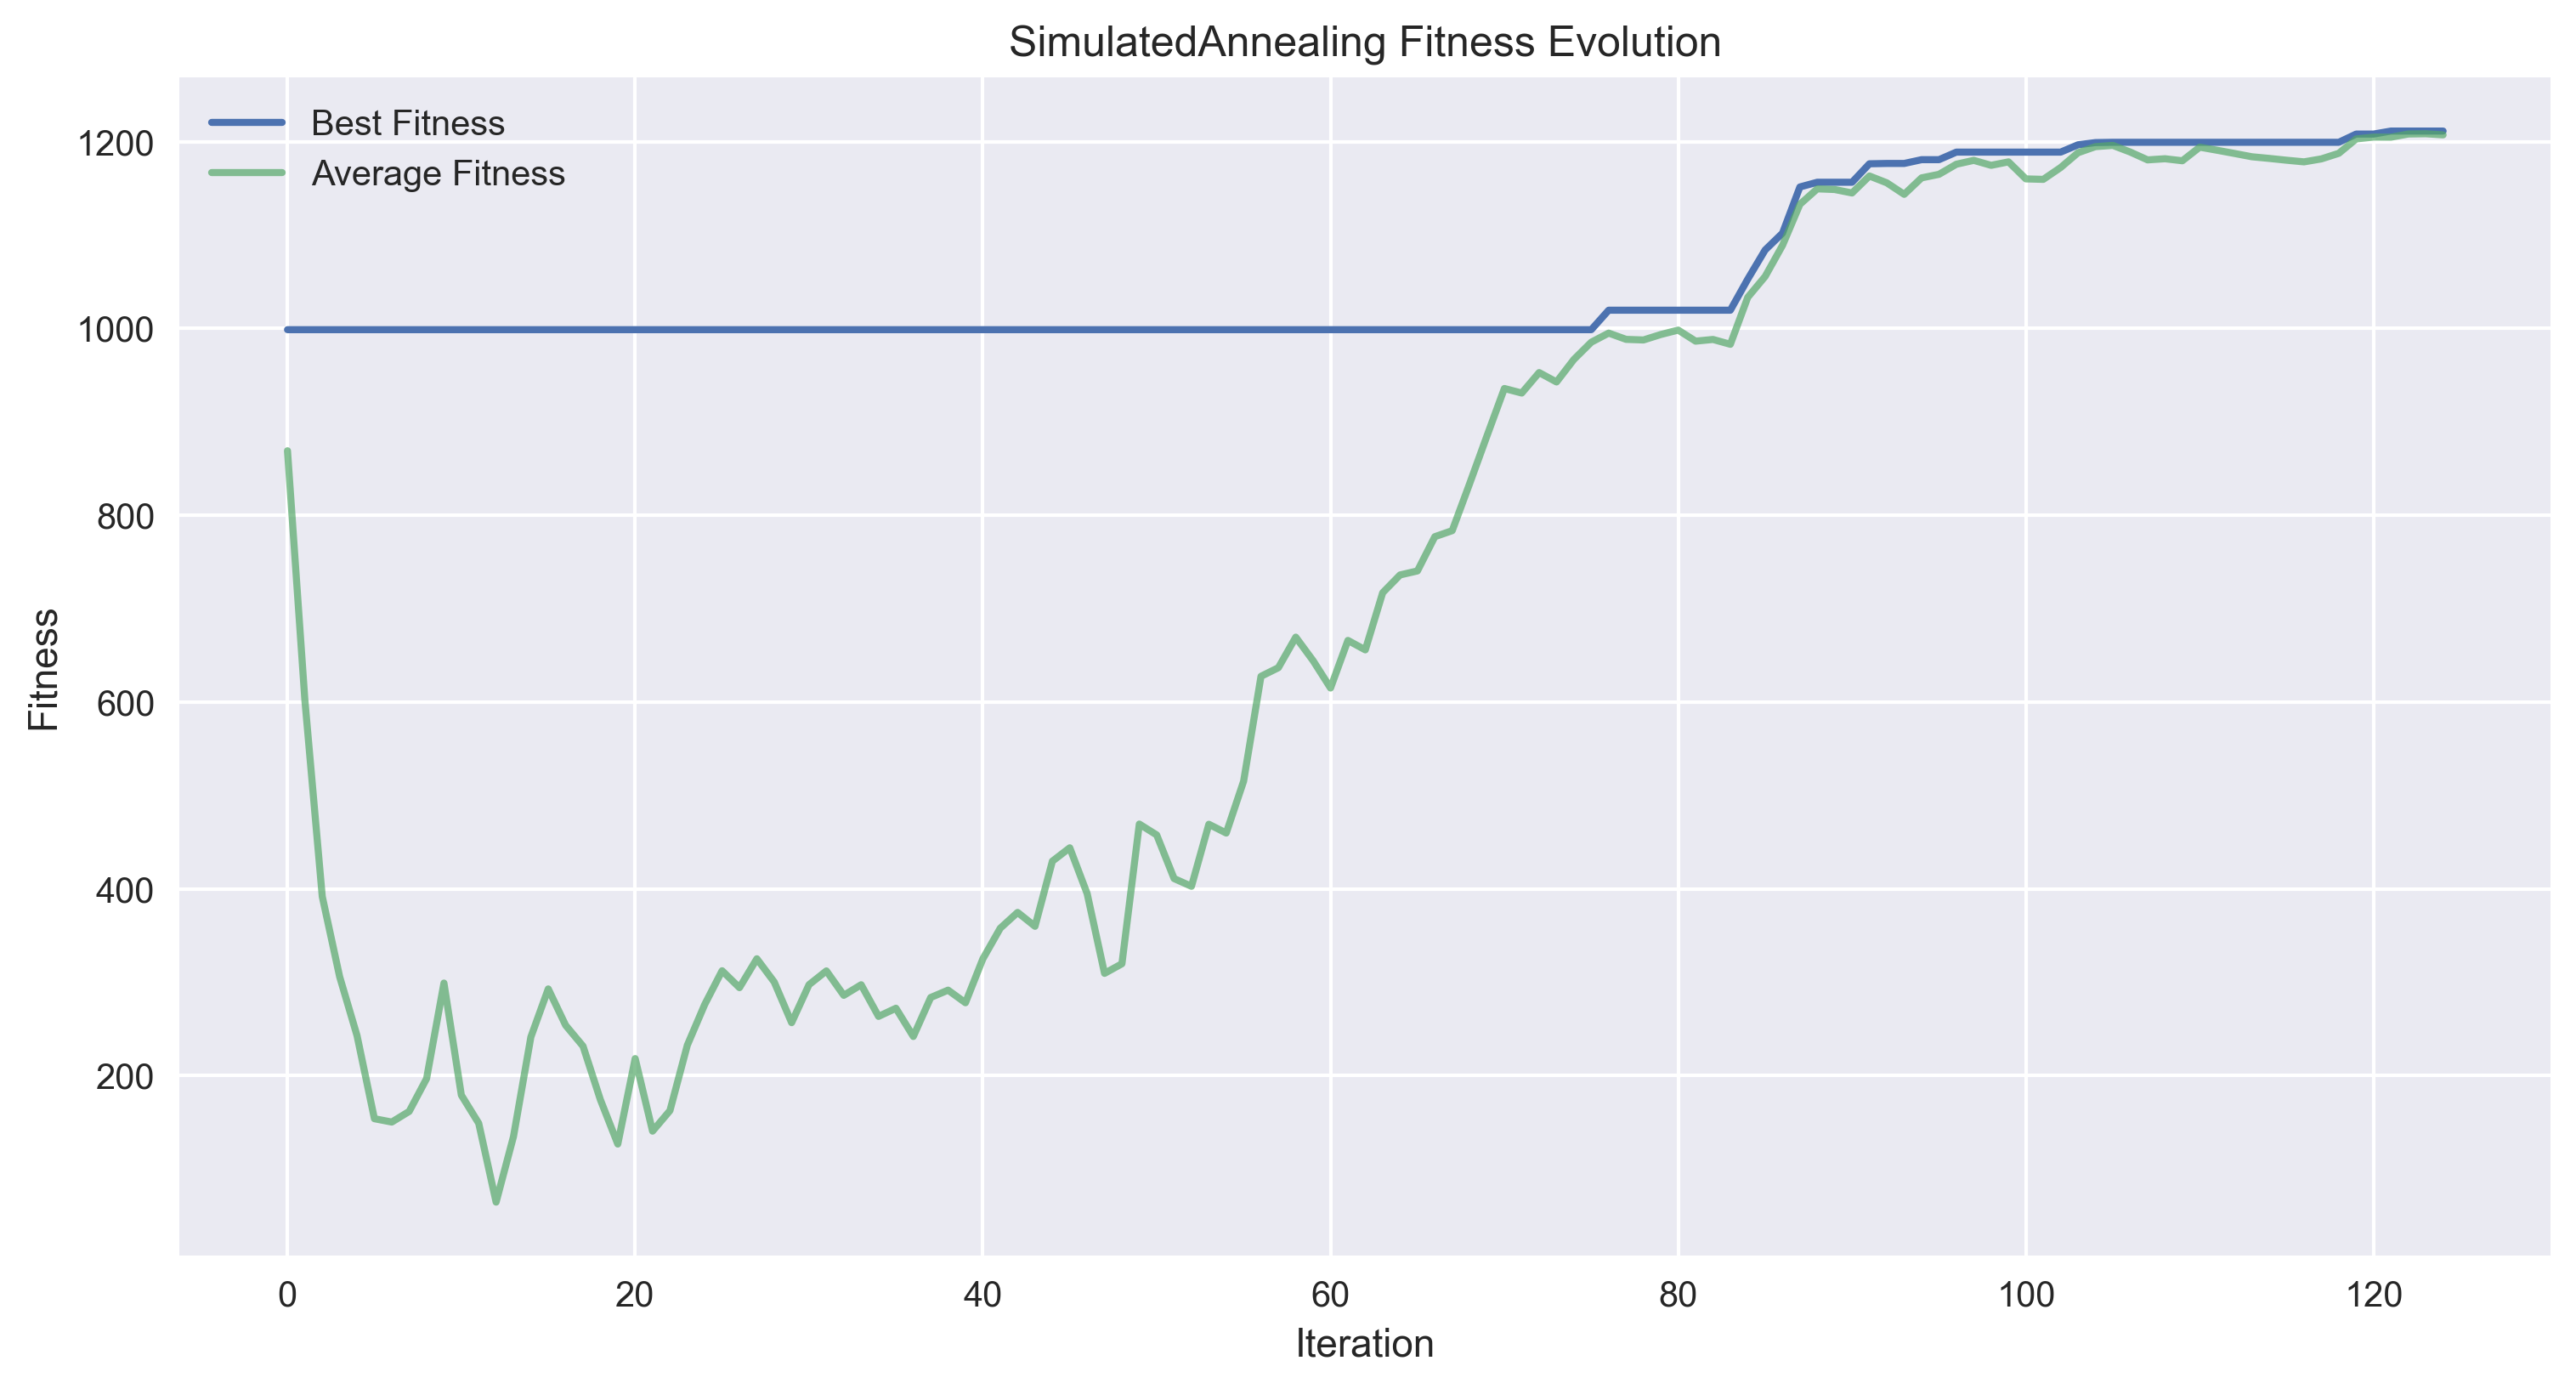 SimulatedAnnealing Fitness Evolution
Best Fitness
Average Fitness
1200
1000
800
600
400
200
Fitness
0 20 40 60 80 100 120
Iteration